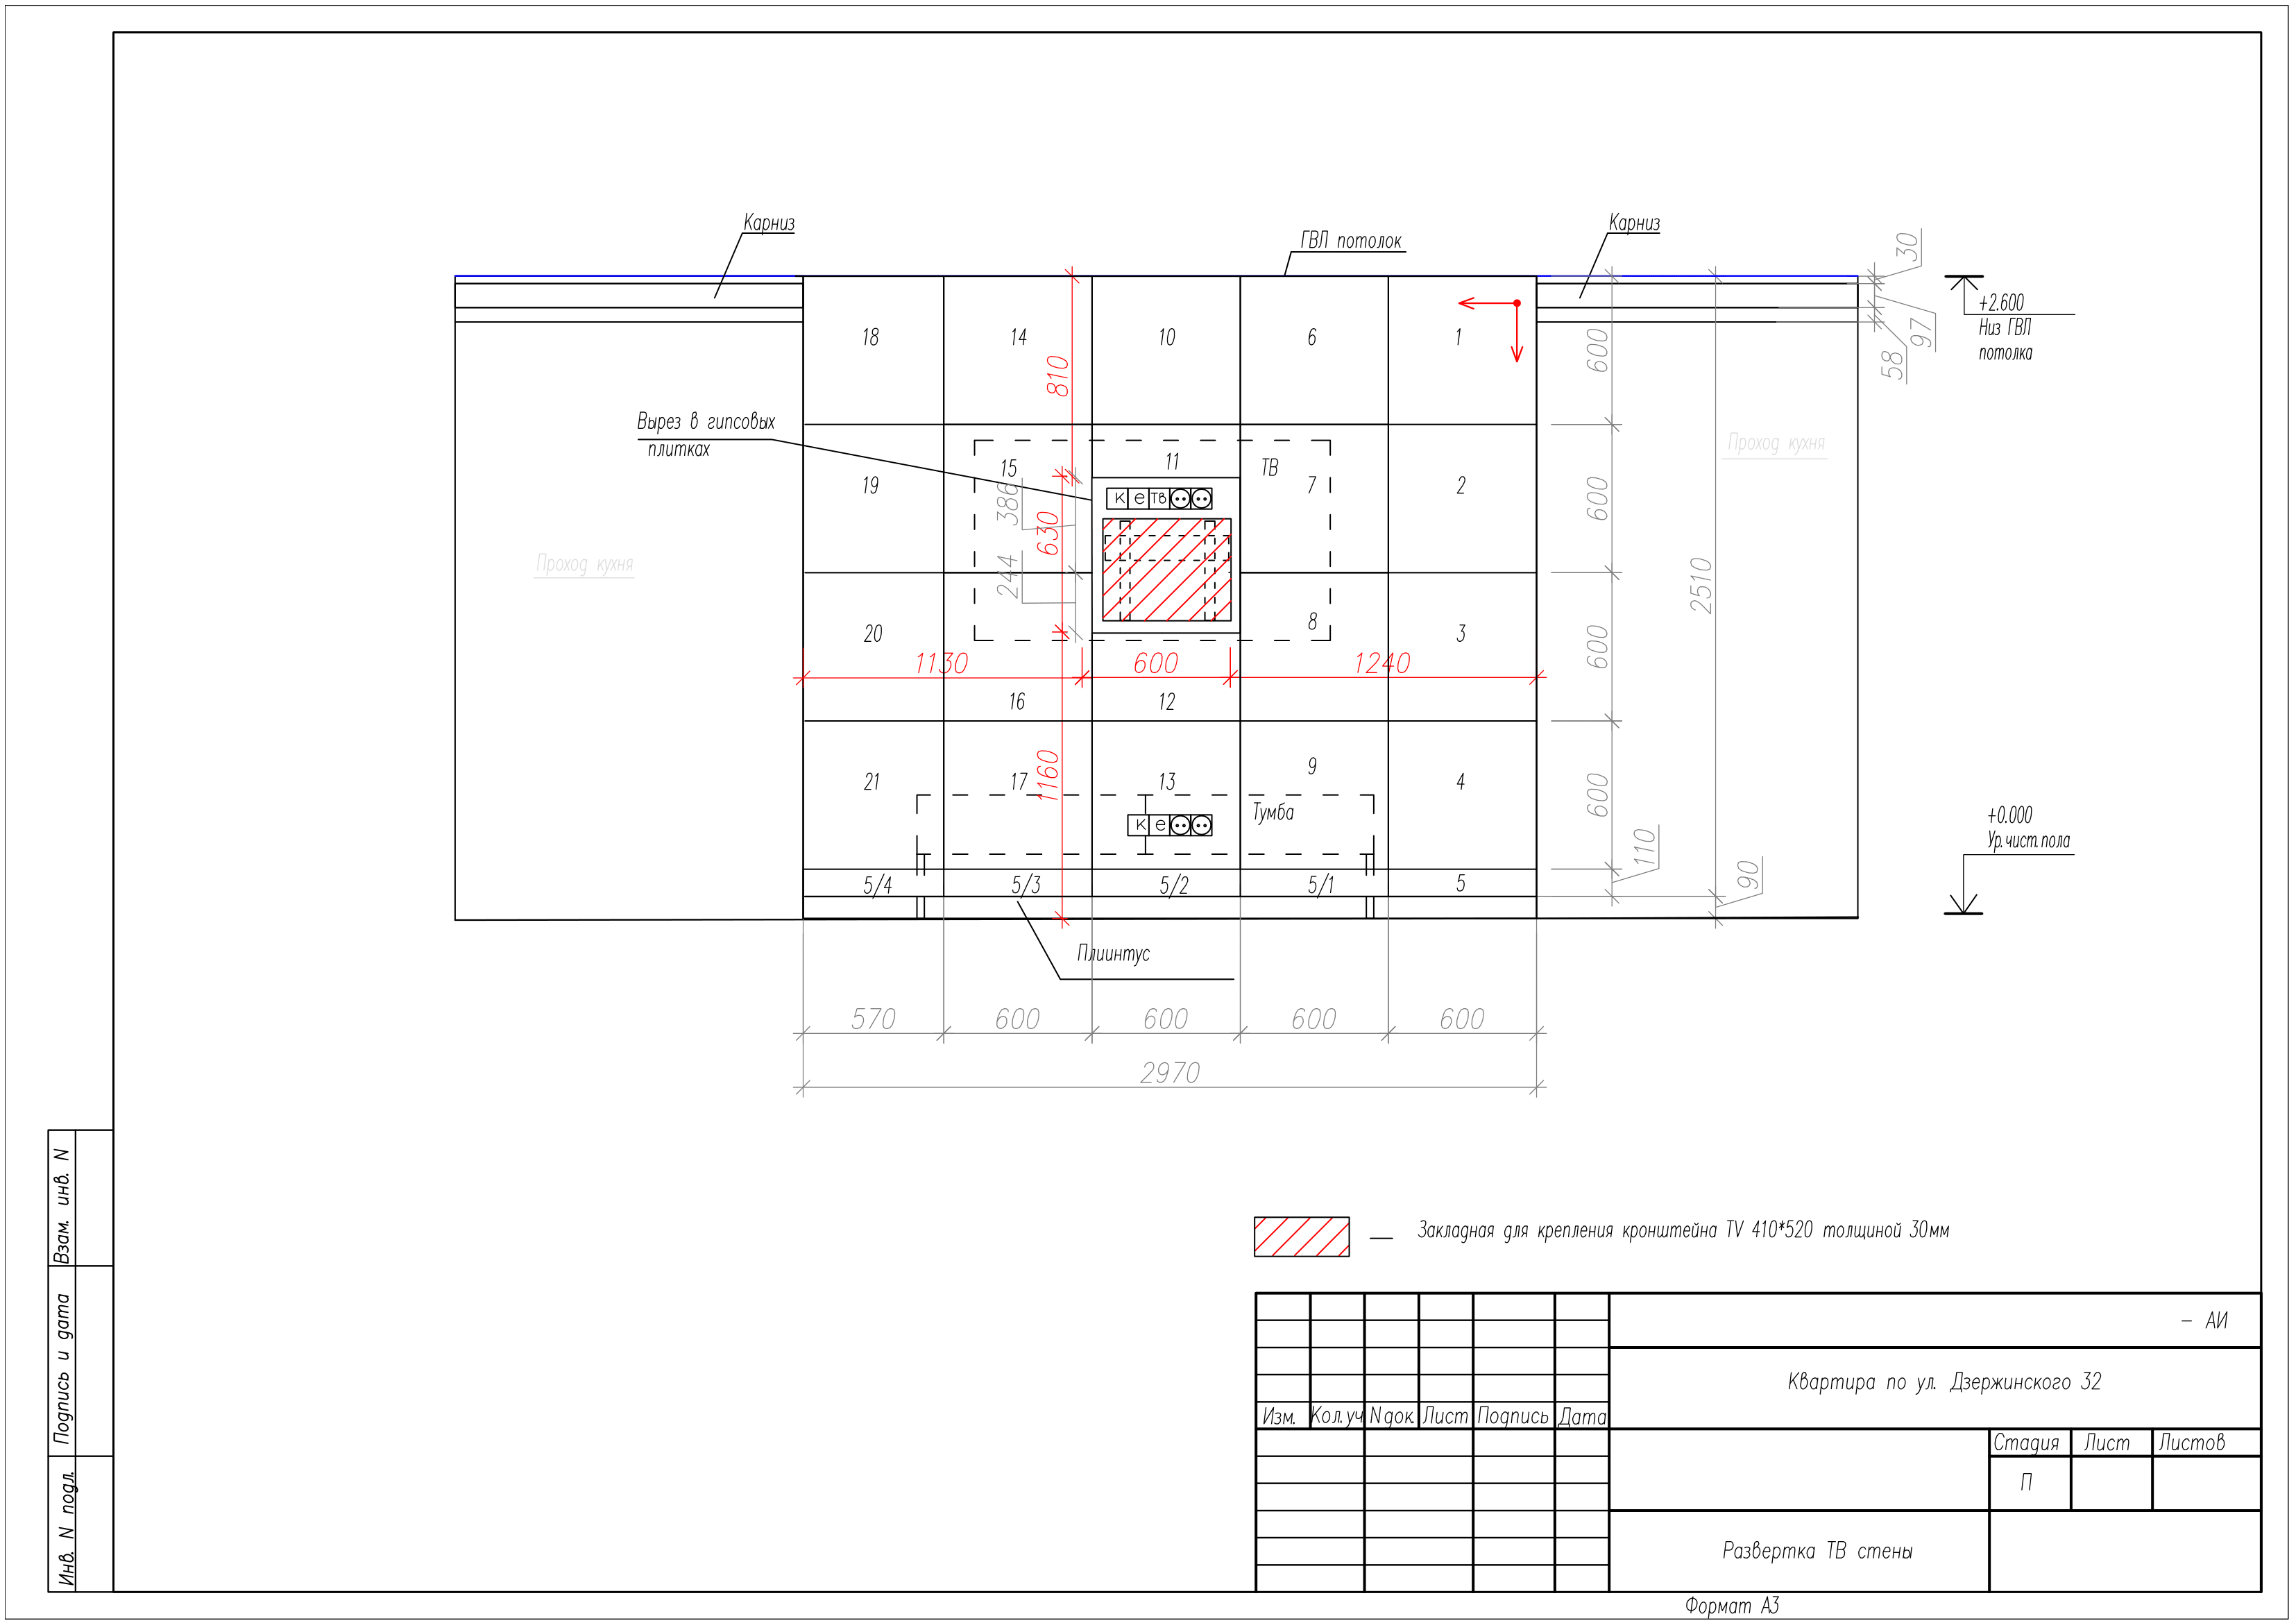 Карниз
ГВЛ потолок
Карниз
30
97
58
+2.600
Низ ГВЛ
потолка
18
14
10
6
1
810
600
Вырез в гипсовых
плитках
19
15
11
ТВ
7
2
600
Проход кухня
К
е
ТВ
386
630
244
Проход кухня
20
8
3
600
2510
1130
600
1240
16
12
21
17
13
9
4
1160
600
Тумба
К
е
110
90
+0.000
Ур.чист.пола
5/4
5/3
5/2
5/1
5
Плиинтус
570
600
600
600
600
2970
Закладная для крепления кронштейна TV 410*520 толщиной 30мм
– АИ
Квартира по ул. Дзержинского 32
Изм.
Кол.уч
Nдок.
Лист
Подпись
Дата
Стадия
Лист
Листов
П
Развертка ТВ стены
Формат А3
Взам. инв. N
Подпись и дата
Инв. N подл.